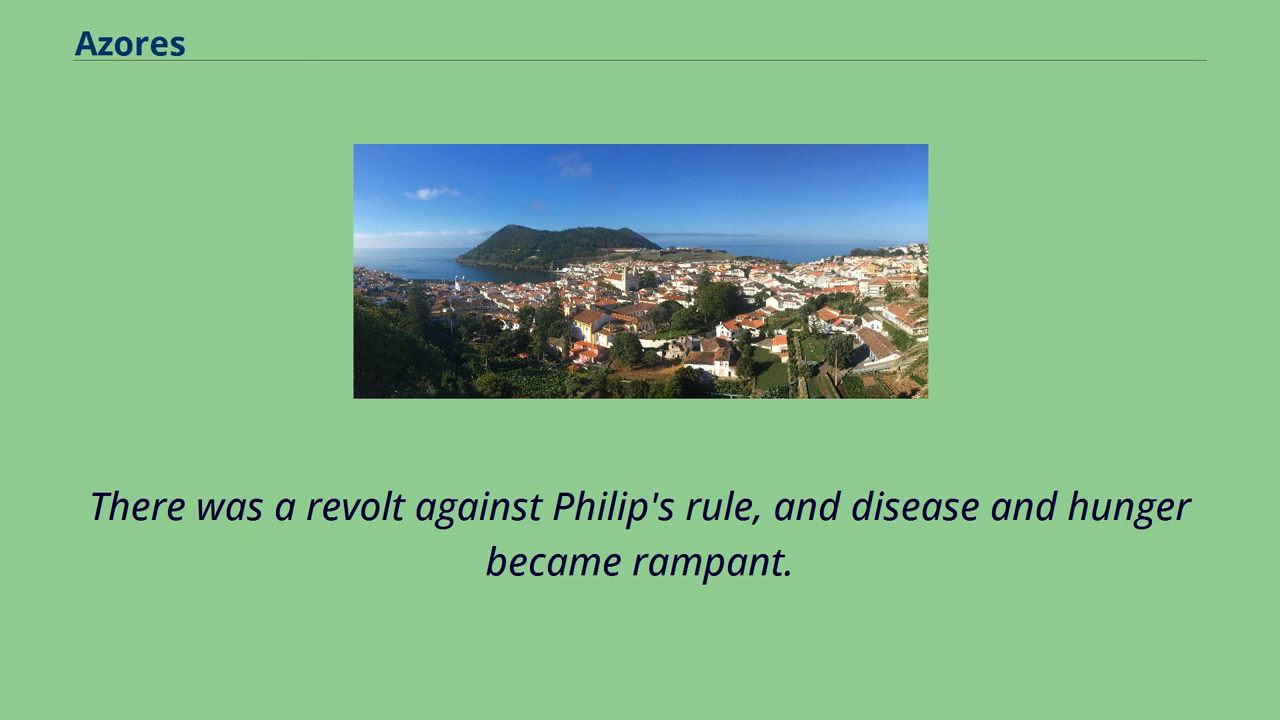 Azores
There was a revolt against Philip's rule, and disease and hunger
became rampant.